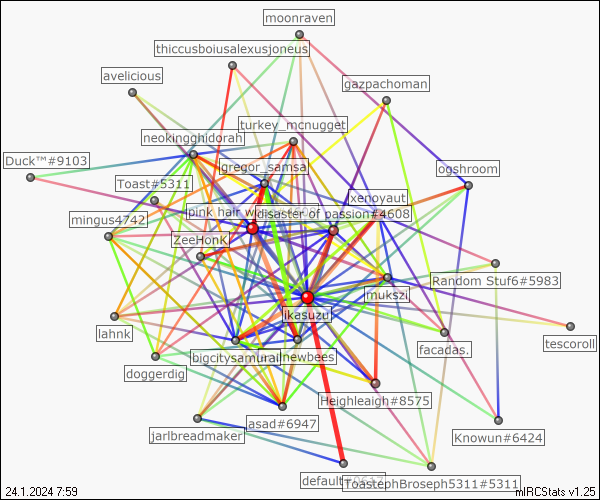 moonraven
thiccusboiusalexusjoneus
avelicious
gazpachoman
turkey_mcnugget
neokingghidorah
Duck™#9103
gregor_samsa
ogshroom
Toast#5311
xenoyaut
pink hair w
disaster of passion#4608
mingus4742
ZeeHonK
Random Stuf6#5983
mukszi
ikasuzu
lahnk
tescoroll
bigcitysamurai
newbees
facadas.
doggerdig
Heighleaigh#8575
asad#6947
jarlbreadmaker
Knowun#6424
default
ToastephBroseph5311#5311
24.1.2024 7:59
mIRCStats v1.25